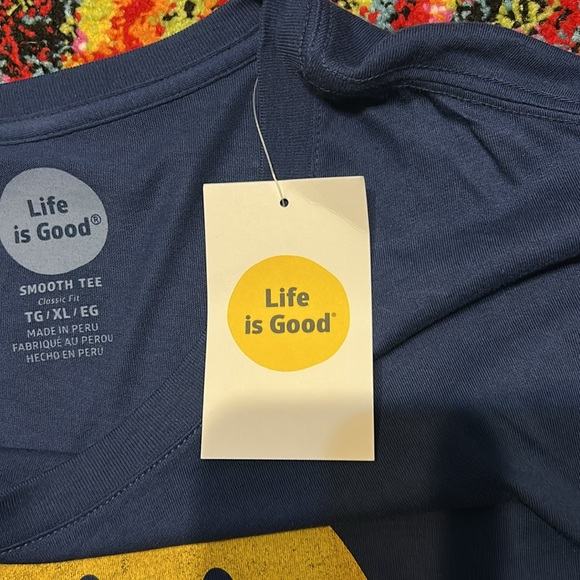 Life
is Good®
SMOOTH TEE
Classic Fit
TG / XL / EG
MADE IN PERU
FABRIQUÉ AU PEROU
HECHO EN PERU
Life
is Good®